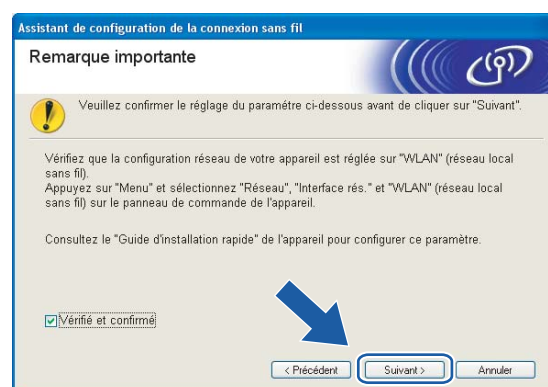 Assistant de configuration de la connexion sans fil
Remarque importante
Veuillez confirmer le réglage du paramétre ci-dessous avant de cliquer sur "Suivant".
Vérifiez que la configuration réseau de votre appareil est réglée sur "WLAN" (réseau local
sans fil).
Appuyez sur "Menu" et sélectionnez "Réseau", "Interface rés." et "WLAN" (réseau local
sans fil) sur le panneau de commande de l'appareil.
Consultez le "Guide d'installation rapide" de l'appareil pour configurer ce paramètre.
Vérifié et confirmé
< Précédent
Suivant >
Annuler